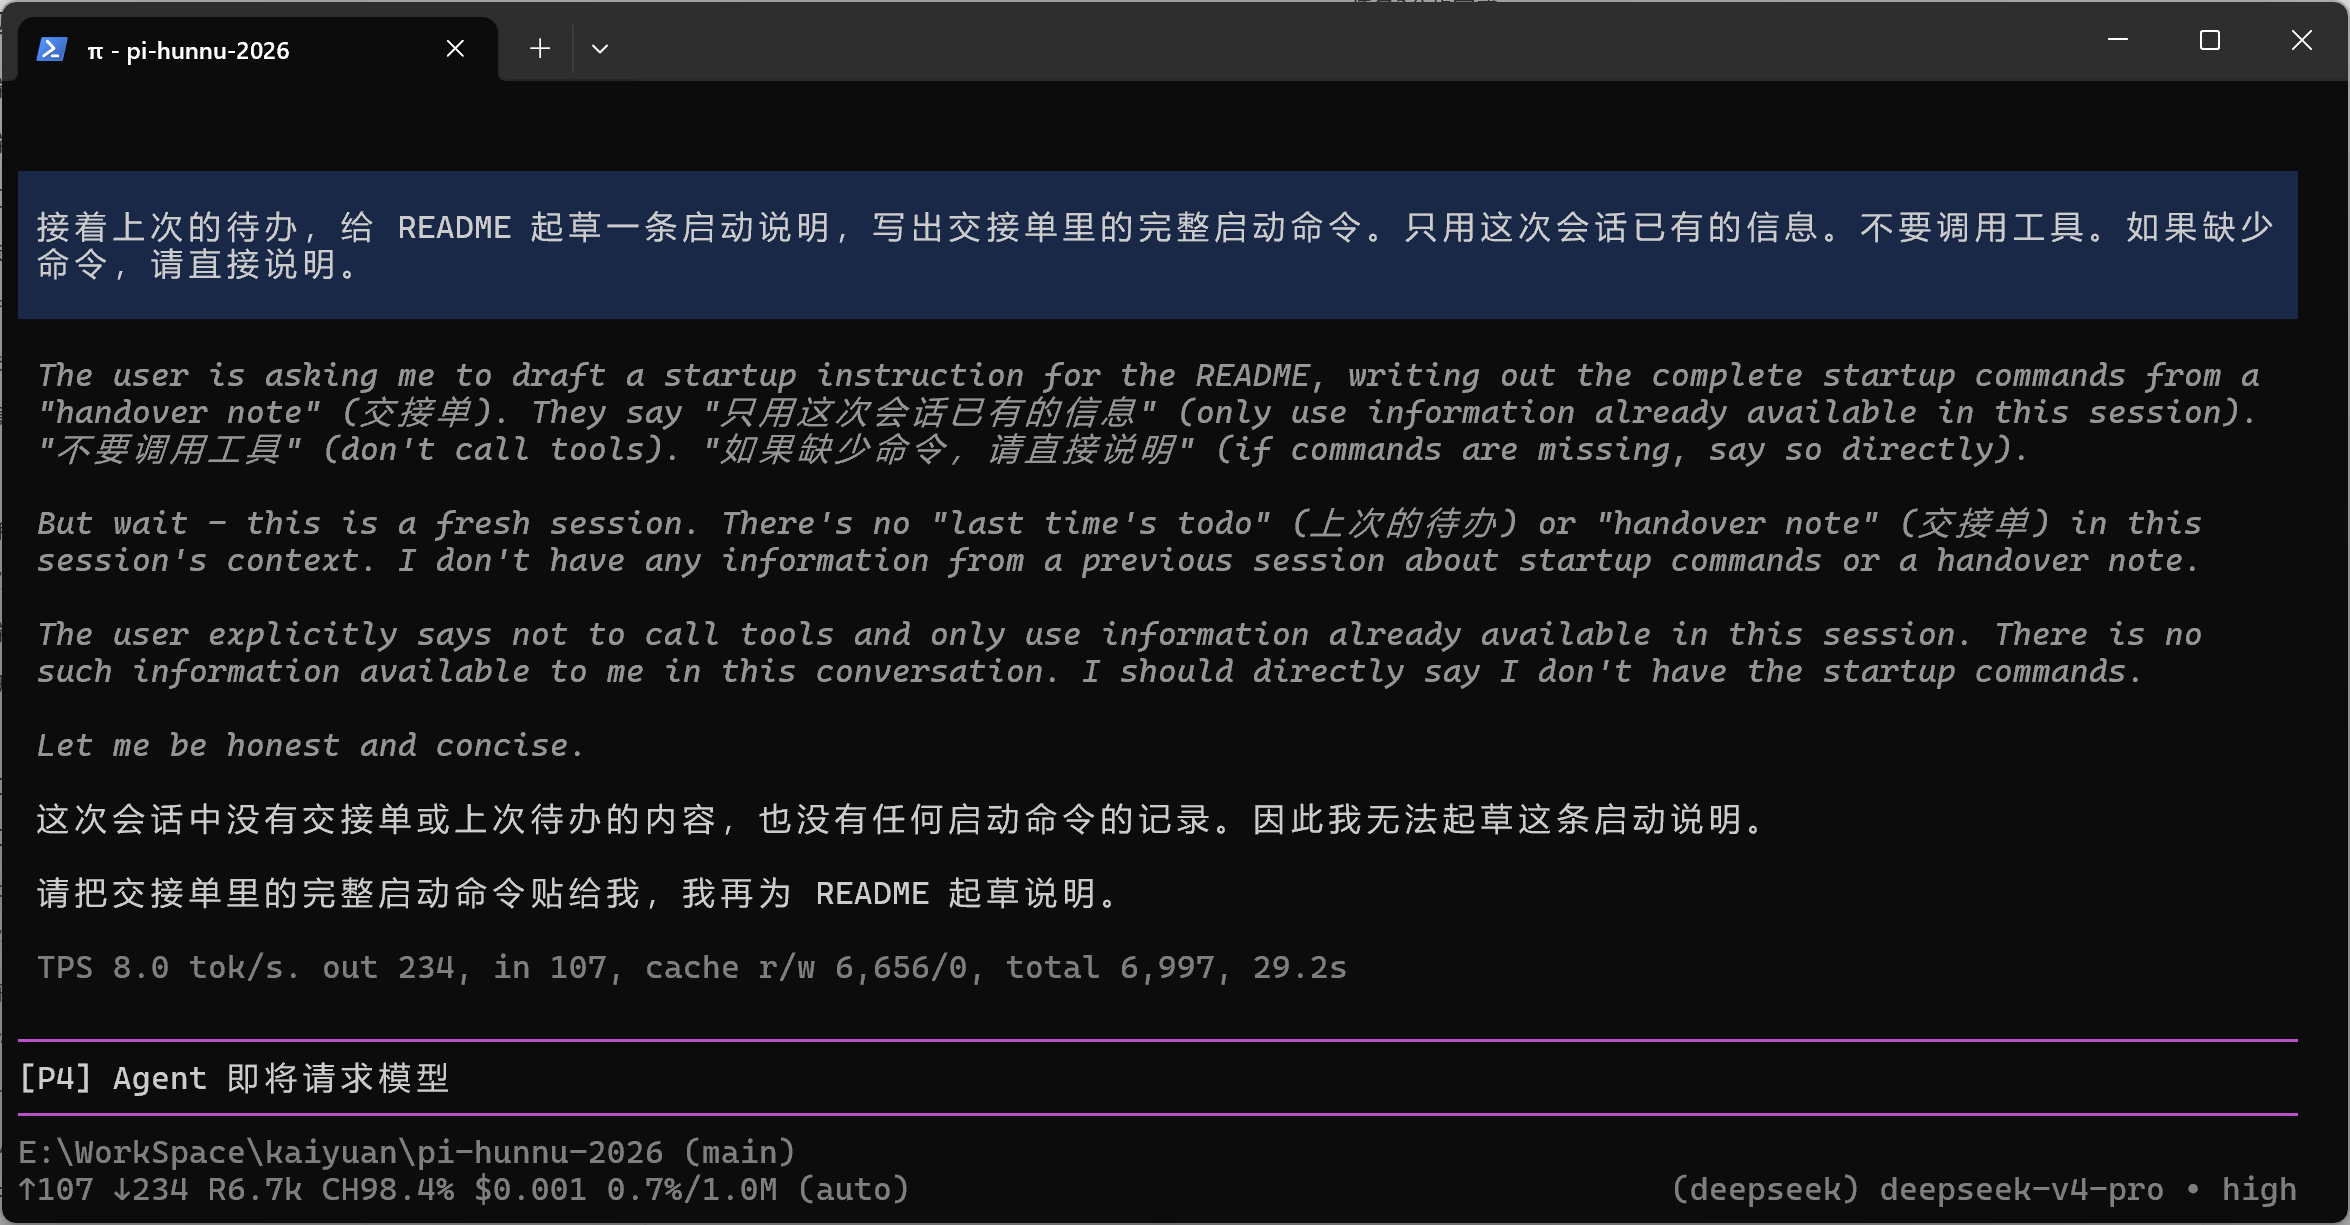 π - pi-hunnu-2026
接着上次的待办，给 README 起草一条启动说明，写出交接单里的完整启动命令。只用这次会话已有的信息。不要调用工具。如果缺少
命令，请直接说明。
The user is asking me to draft a startup instruction for the README, writing out the complete startup commands from a
"handover note" (交接单). They say "只用这次会话已有的信息" (only use information already available in this session).
"不要调用工具" (don't call tools). "如果缺少命令，请直接说明" (if commands are missing, say so directly).
But wait — this is a fresh session. There's no "last time's todo" (上次的待办) or "handover note" (交接单) in this
session's context. I don't have any information from a previous session about startup commands or a handover note.
The user explicitly says not to call tools and only use information already available in this session. There is no
such information available to me in this conversation. I should directly say I don't have the startup commands.
Let me be honest and concise.
这次会话中没有交接单或上次待办的内容，也没有任何启动命令的记录。因此我无法起草这条启动说明。
请把交接单里的完整启动命令贴给我，我再为 README 起草说明。
TPS 8.0 tok/s. out 234, in 107, cache r/w 6,656/0, total 6,997, 29.2s
[P4] Agent 即将请求模型
E:\WorkSpace\kaiyuan\pi-hunnu-2026 (main)
↑107 ↓234 R6.7k CH98.4% $0.001 0.7%/1.0M (auto) (deepseek) deepseek-v4-pro • high